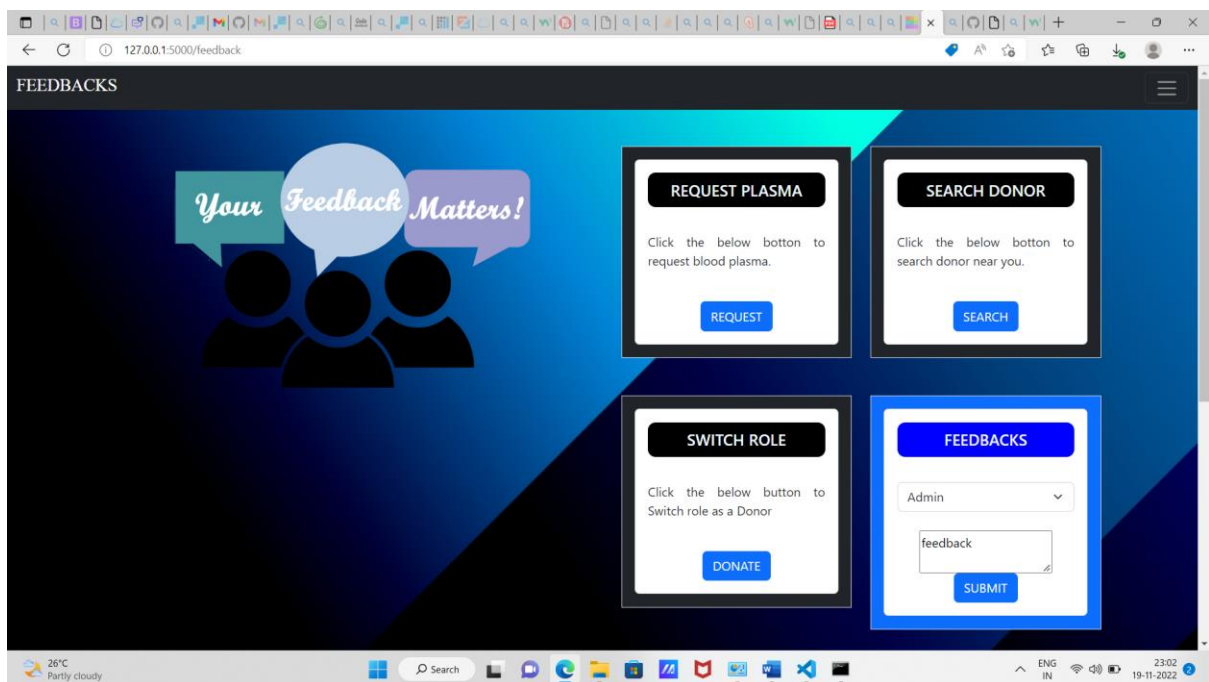 127.0.0.1:5000/feedback
FEEDBACKS
Your Feedback Matters!
REQUEST PLASMA
Click the below botton to
request blood plasma.
REQUEST
SEARCH DONOR
Click the below botton to
search donor near you.
SEARCH
SWITCH ROLE
Click the below button to
Switch role as a Donor
DONATE
FEEDBACKS
Admin
feedback
SUBMIT
26°C
Partly cloudy
Search
ENG
IN
23:02
19-11-2022
2